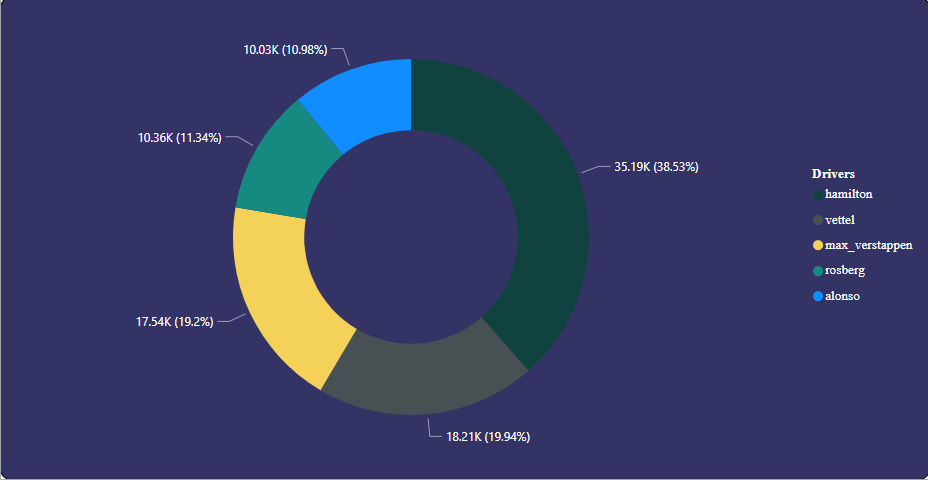 10.03K (10.98%)
10.36K (11.34%)
35.19K (38.53%)
17.54K (19.2%)
18.21K (19.94%)
Drivers
hamilton
vettel
max_verstappen
rosberg
alonso